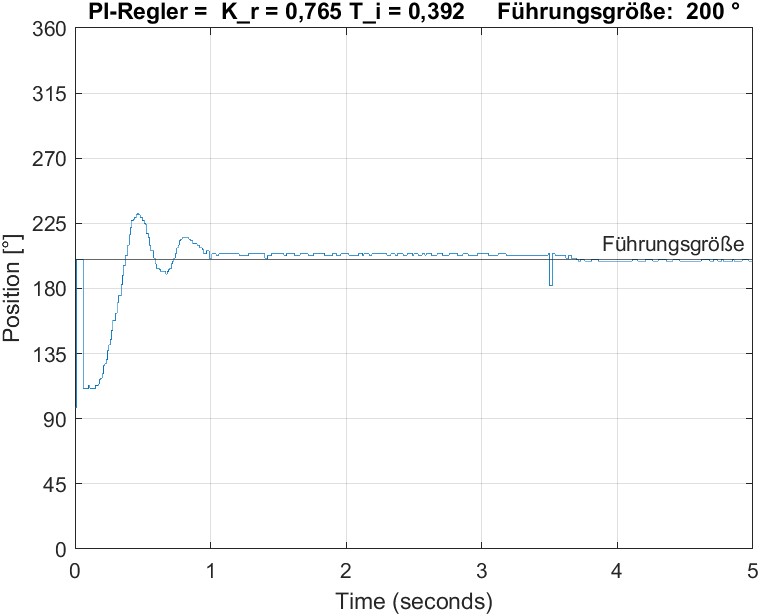 PI-Regler =  K_r = 0,765 T_i = 0,392     Führungsgröße:  200 °
360
315
270
225
180
135
90
45
0
Position [°]
Führungsgröße
0 1 2 3 4 5
Time (seconds)